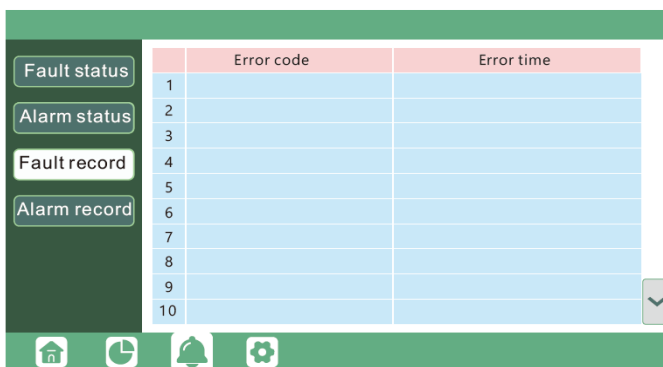 Fault status
Alarm status
Fault record
Alarm record
Error code Error time
1
2
3
4
5
6
7
8
9
10